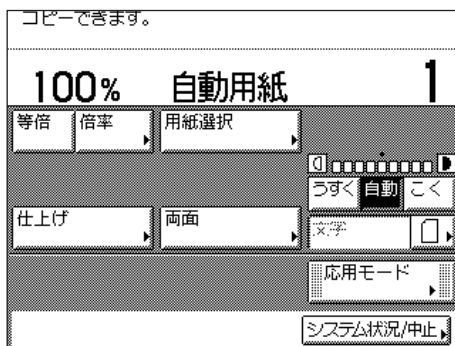 コピーできます。
100% 自動用紙 1
等倍 倍率 用紙選択
うすく 自動 こく
仕上げ 両面 文字
応用モード
システム状況/中止